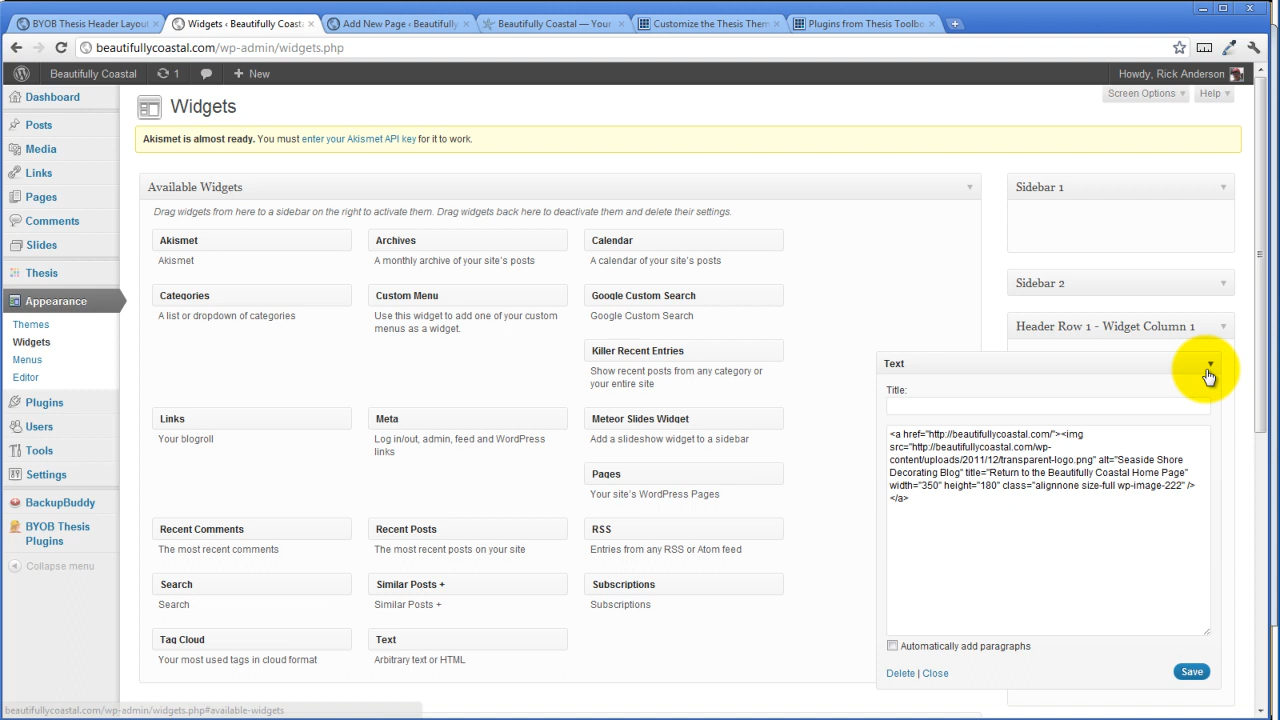 BYOB Thesis Header Layou
Widgets ‹ Beautifully Coasta
Add New Page ‹ Beautifully
Beautifully Coastal — Your
Customize the Thesis Them
Plugins from Thesis Toolbo
beautifullycoastal.com/wp-admin/widgets.php
Beautifully Coastal
1
+ New
Howdy, Rick Anderson
Dashboard
Posts
Media
Links
Pages
Comments
Slides
Thesis
Appearance
Themes
Widgets
Menus
Editor
Plugins
Users
Tools
Settings
BackupBuddy
BYOB Thesis
Plugins
Collapse menu
Screen Options
Help
Widgets
Akismet is almost ready. You must enter your Akismet API key for it to work.
Available Widgets
Drag widgets from here to a sidebar on the right to activate them. Drag widgets back here to deactivate them and delete their settings.
Akismet
Akismet
Archives
A monthly archive of your site's posts
Calendar
A calendar of your site's posts
Categories
A list or dropdown of categories
Custom Menu
Use this widget to add one of your custom
menus as a widget.
Google Custom Search
Google Custom Search
Killer Recent Entries
Show recent posts from any category or
your entire site
Links
Your blogroll
Meta
Log in/out, admin, feed and WordPress
links
Meteor Slides Widget
Add a slideshow widget to a sidebar
Pages
Your site's WordPress Pages
Recent Comments
The most recent comments
Recent Posts
The most recent posts on your site
RSS
Entries from any RSS or Atom feed
Search
Search
Similar Posts +
Similar Posts +
Subscriptions
Subscriptions
Tag Cloud
Your most used tags in cloud format
Text
Arbitrary text or HTML
Sidebar 1
Sidebar 2
Header Row 1 - Widget Column 1
Text
Title:
<a href="http://beautifullycoastal.com/"><img
src="http://beautifullycoastal.com/wp-
content/uploads/2011/12/transparent-logo.png" alt="Seaside Shore
Decorating Blog" title="Return to the Beautifully Coastal Home Page"
width="350" height="180" class="alignnone size-full wp-image-222" />
</a>
Automatically add paragraphs
Delete | Close
Save
beautifullycoastal.com/wp-admin/widgets.php#available-widgets